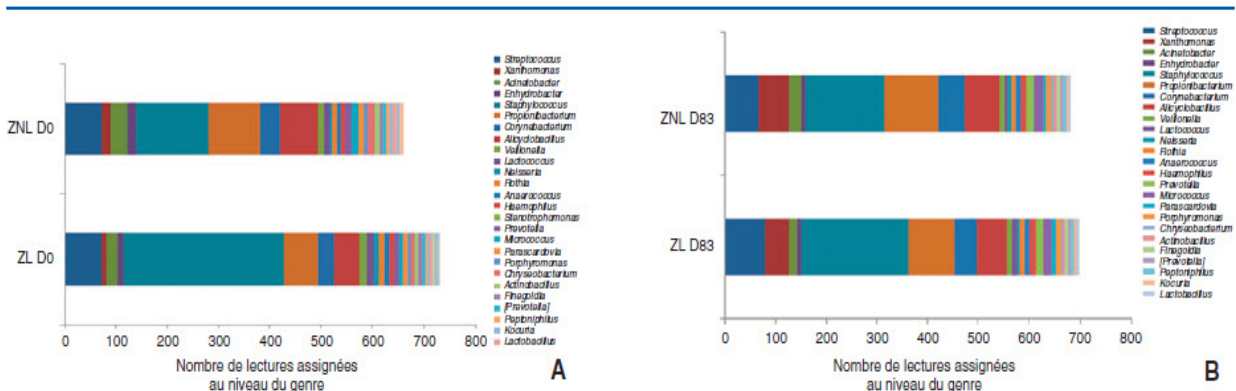 Streptococcus
Xanthomonas
Acinetobacter
Enhydrobacter
Staphylococcus
Propionibacterium
Corynebacterium
Alicyclobacillus
Veillonella
Lactococcus
Neisseria
Rothia
Anaerococcus
Haemophilus
Stenotrophomonas
Prevotella
Micrococcus
Parascardovia
Porphyromonas
Chryseobacterium
Actinobacillus
Finegoldia
[Prevotella]
Peptoniphilus
Kocuria
Lactobacillus
ZNL D0
ZL D0
0 100 200 300 400 500 600 700 800
Nombre de lectures assignées
au niveau du genre
A
Streptococcus
Xanthomonas
Acinetobacter
Enhydrobacter
Staphylococcus
Propionibacterium
Corynebacterium
Alicyclobacillus
Veillonella
Lactococcus
Neisseria
Rothia
Anaerococcus
Haemophilus
Prevotella
Micrococcus
Parascardovia
Porphyromonas
Chryseobacterium
Actinobacillus
Finegoldia
[Prevotella]
Peptoniphilus
Kocuria
Lactobacillus
ZNL D83
ZL D83
0 100 200 300 400 500 600 700 800
Nombre de lectures assignées
au niveau du genre
B